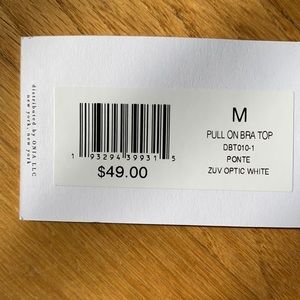 distributed by ONIA LLC
new york, new york
1 93294 39931 5
$49.00
M
PULL ON BRA TOP
DBT010-1
PONTE
ZUV OPTIC WHITE